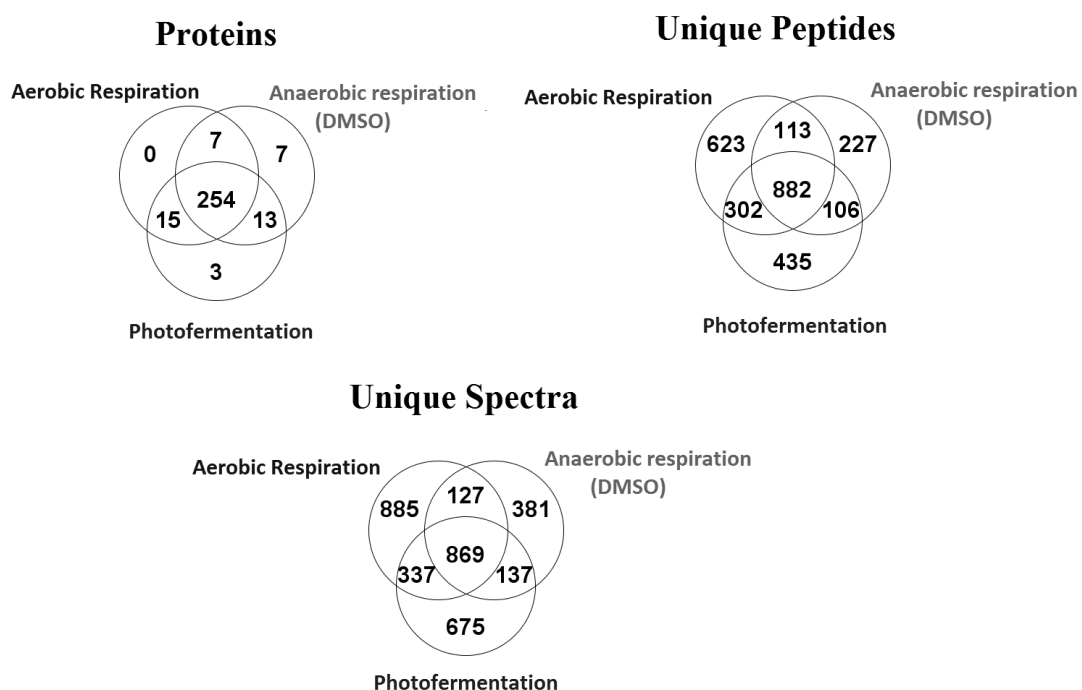 Proteins
Aerobic Respiration
Anaerobic respiration
(DMSO)
0
7
7
254
15
13
3
Photofermentation
Unique Peptides
Aerobic Respiration
Anaerobic respiration
(DMSO)
623
113
227
882
302
106
435
Photofermentation
Unique Spectra
Aerobic Respiration
Anaerobic respiration
(DMSO)
885
127
381
869
337
137
675
Photofermentation